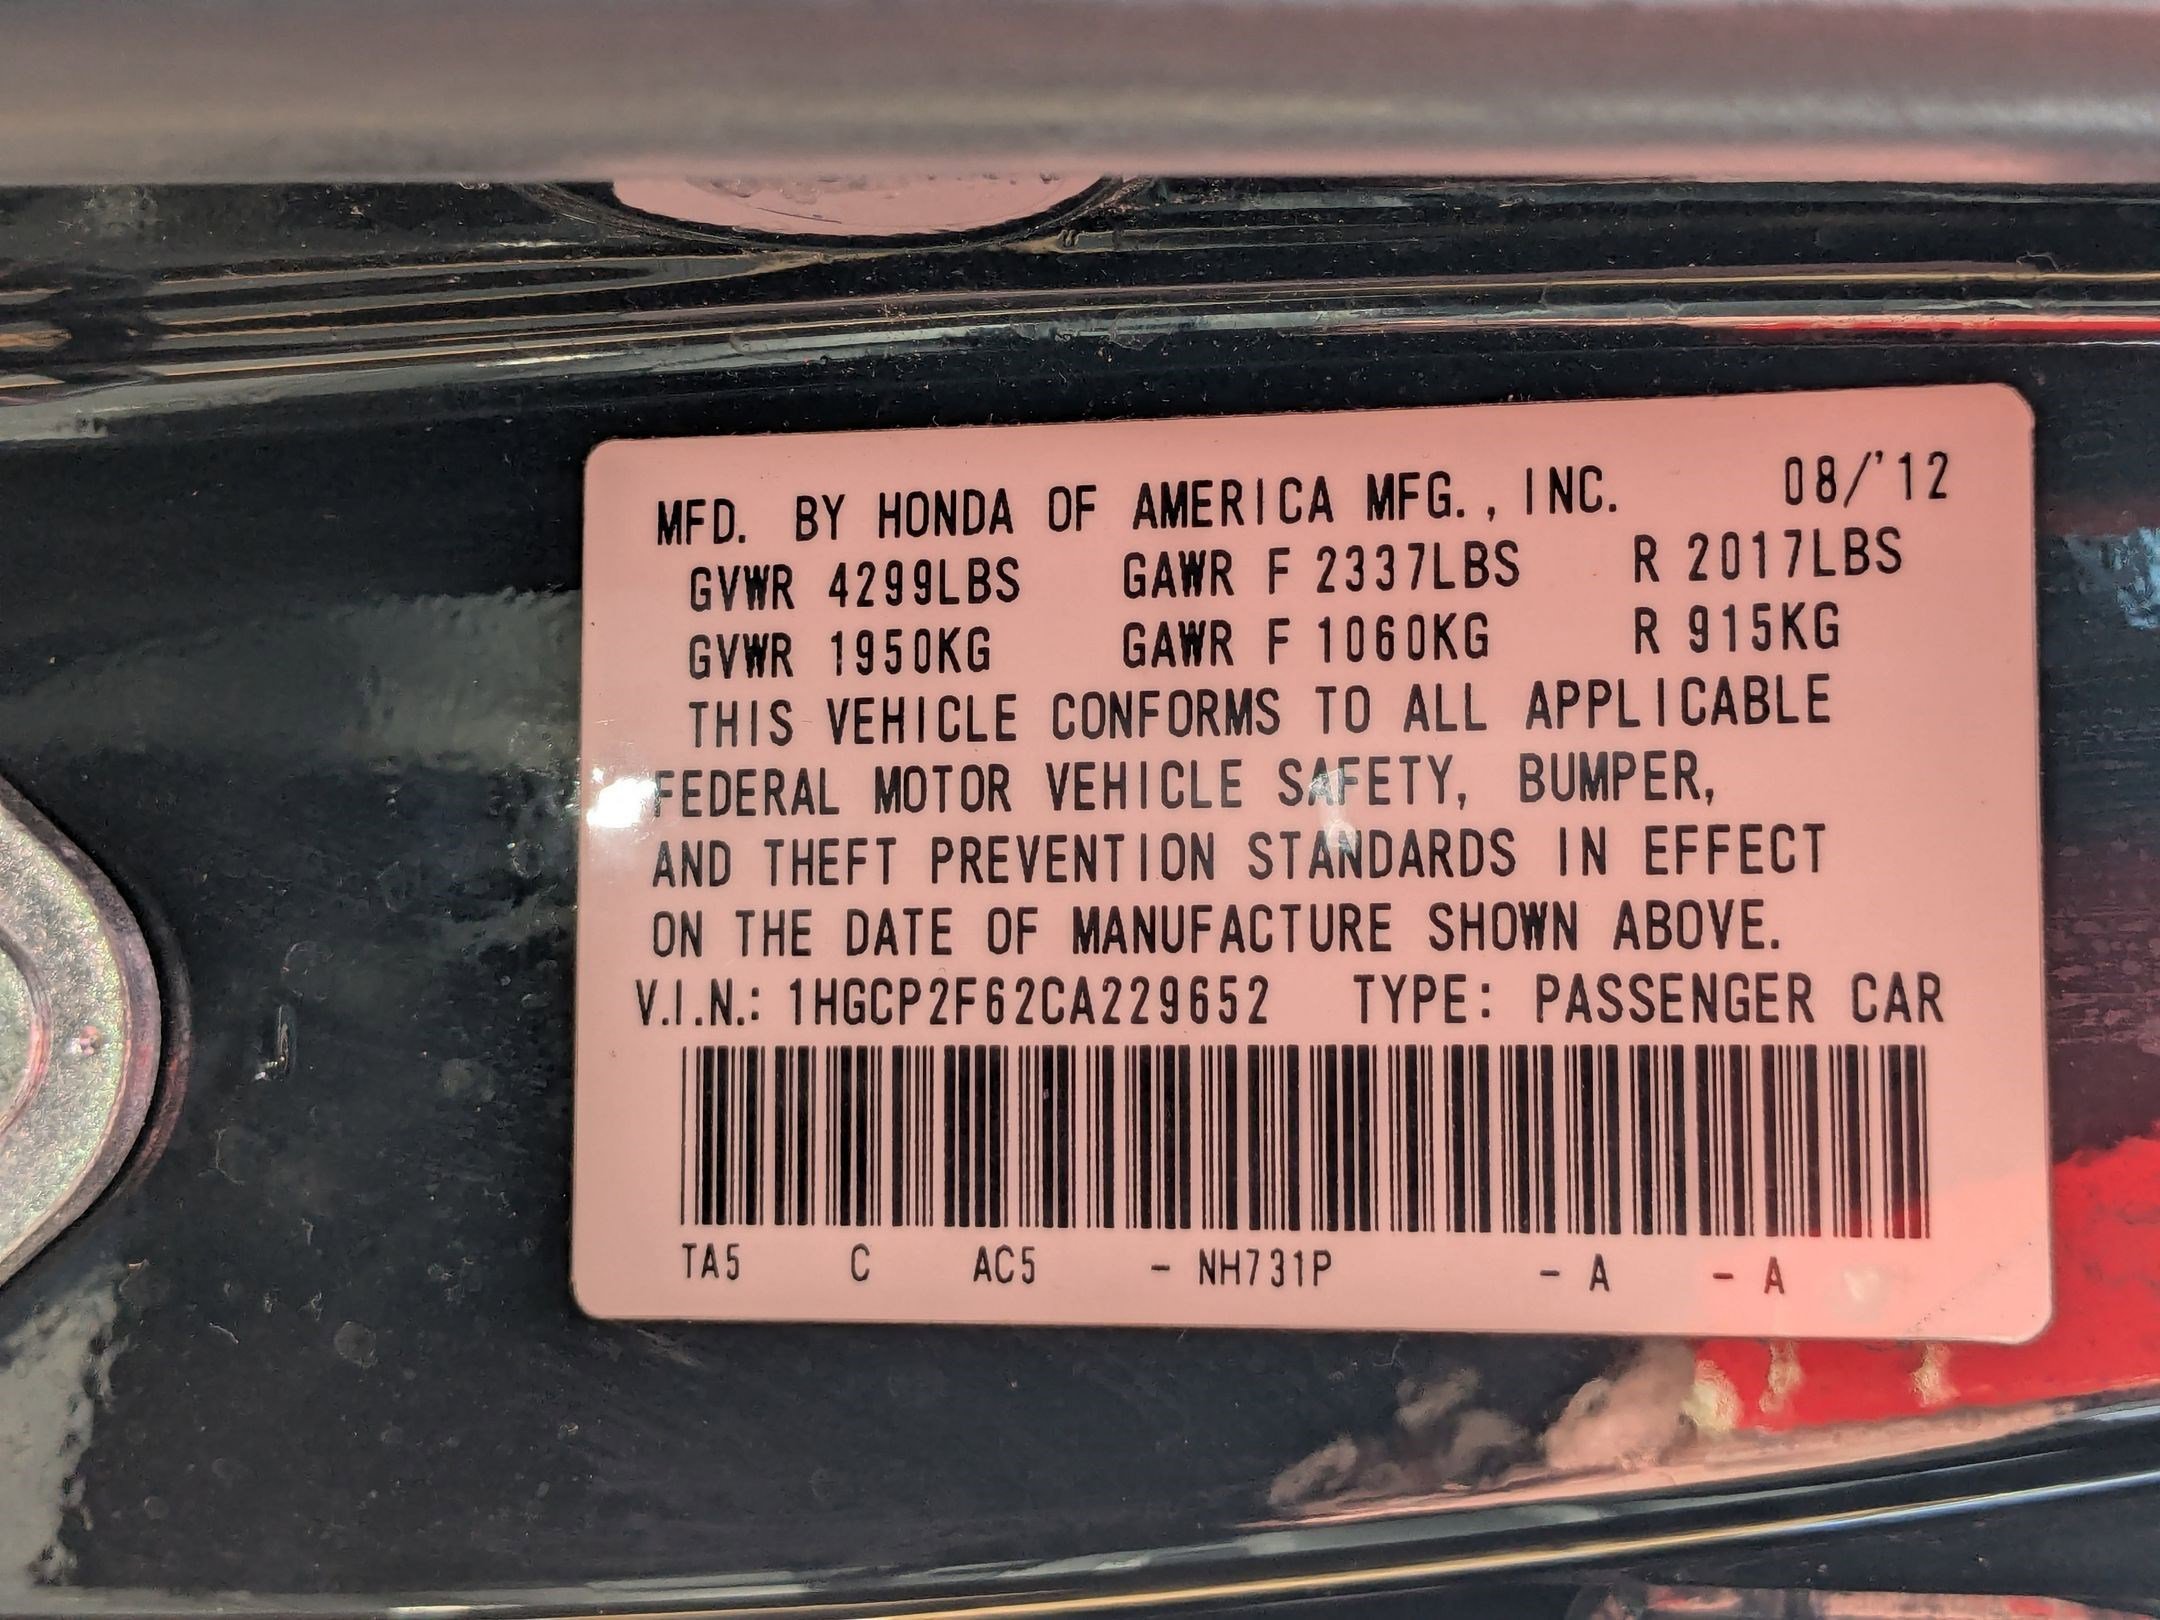 MFD. BY HONDA OF AMERICA MFG., INC. 08/'12
GVWR 4299LBS GAWR F 2337LBS R 2017LBS
GVWR 1950KG GAWR F 1060KG R 915KG
THIS VEHICLE CONFORMS TO ALL APPLICABLE
FEDERAL MOTOR VEHICLE SAFETY, BUMPER,
AND THEFT PREVENTION STANDARDS IN EFFECT
ON THE DATE OF MANUFACTURE SHOWN ABOVE.
V.I.N.: 1HGCP2F62CA229652 TYPE: PASSENGER CAR
TA5 C AC5 - NH731P - A - A